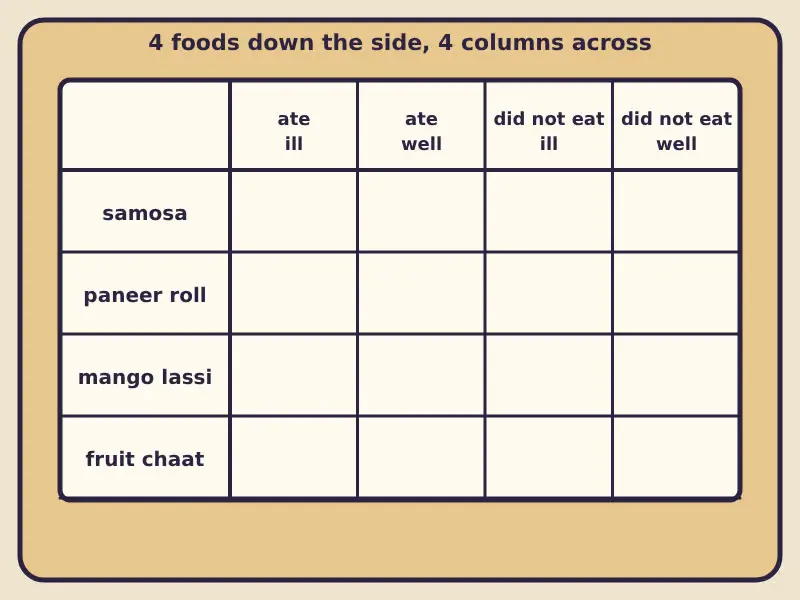 4 foods down the side, 4 columns across
ate
ill
ate
well
did not eat
ill
did not eat
well
samosa
paneer roll
mango lassi
fruit chaat